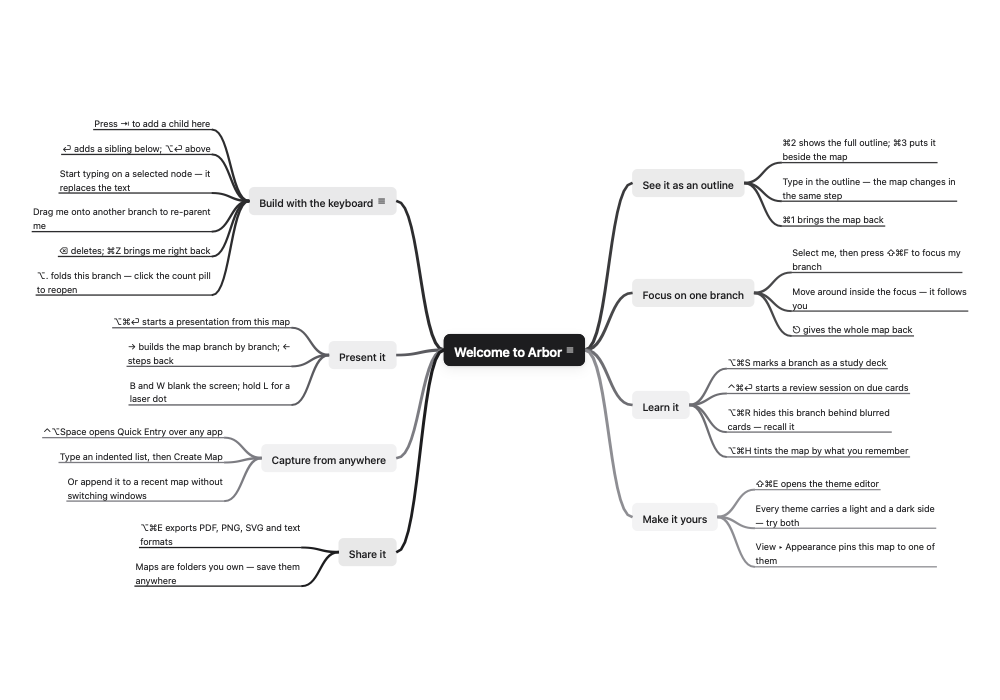 Welcome to Arbor
Build with the keyboard
Press ⇥ to add a child here
⏎ adds a sibling below; ⌥⏎ above
Start typing on a selected node — it
replaces the text
Drag me onto another branch to re-parent
me
⌫ deletes; ⌘Z brings me right back
⌥. folds this branch — click the count pill
to reopen
Present it
⌥⌘⏎ starts a presentation from this map
→ builds the map branch by branch; ←
steps back
B and W blank the screen; hold L for a
laser dot
Capture from anywhere
⌃⌥Space opens Quick Entry over any app
Type an indented list, then Create Map
Or append it to a recent map without
switching windows
Share it
⌥⌘E exports PDF, PNG, SVG and text
formats
Maps are folders you own — save them
anywhere
See it as an outline
⌘2 shows the full outline; ⌘3 puts it
beside the map
Type in the outline — the map changes in
the same step
⌘1 brings the map back
Focus on one branch
Select me, then press ⇧⌘F to focus my
branch
Move around inside the focus — it follows
you
⎋ gives the whole map back
Learn it
⌥⌘S marks a branch as a study deck
⌃⌘⏎ starts a review session on due cards
⌥⌘R hides this branch behind blurred
cards — recall it
⌥⌘H tints the map by what you remember
Make it yours
⇧⌘E opens the theme editor
Every theme carries a light and a dark side
— try both
View ‣ Appearance pins this map to one of
them